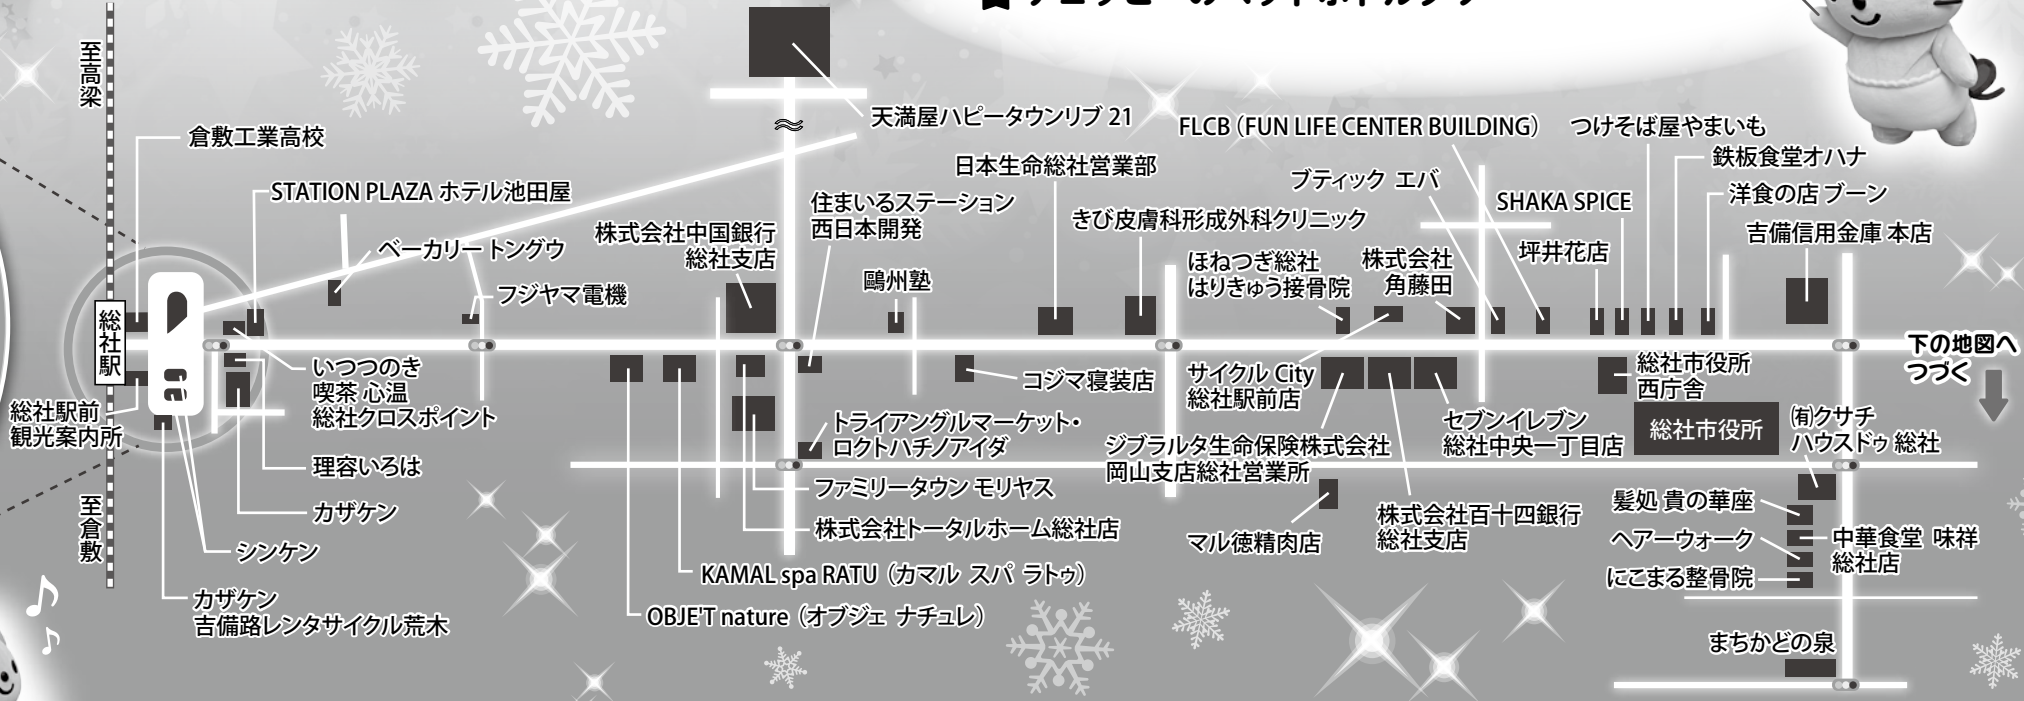 至高梁
倉敷工業高校
STATION PLAZA ホテル池田屋
ベーカリートングウ
フジヤマ電機
株式会社中国銀行
総社支店
天満屋ハピータウンリブ 21
住まいるステーション
西日本開発
鷗州塾
日本生命総社営業部
きび皮膚科形成外科クリニック
FLCB（FUN LIFE CENTER BUILDING）
ブティック エバ
ほねつぎ総社
はりきゅう接骨院
株式会社
角藤田
SHAKA SPICE
坪井花店
つけそば屋やまいも
鉄板食堂オハナ
洋食の店 ブーン
吉備信用金庫 本店
総社駅
総社駅前
観光案内所
いつつのき
喫茶 心温
総社クロスポイント
理容いろは
カザケン
シンケン
カザケン
吉備路レンタサイクル荒木
至倉敷
コジマ寝装店
トライアングルマーケット・
ロクトハチノアイダ
ファミリータウン モリヤス
株式会社トータルホーム総社店
KAMAL spa RATU（カマル スパ ラトゥ）
OBJE'T nature（オブジェ ナチュレ）
サイクル City
総社駅前店
ジブラルタ生命保険株式会社
岡山支店総社営業所
マル徳精肉店
株式会社百十四銀行
総社支店
セブンイレブン
総社中央一丁目店
総社市役所
西庁舎
総社市役所
㈲クサチ
ハウスドゥ 総社
下の地図へ
つづく
髪処 貴の華座
ヘアーウォーク
にこまる整骨院
中華食堂 味祥
総社店
まちかどの泉